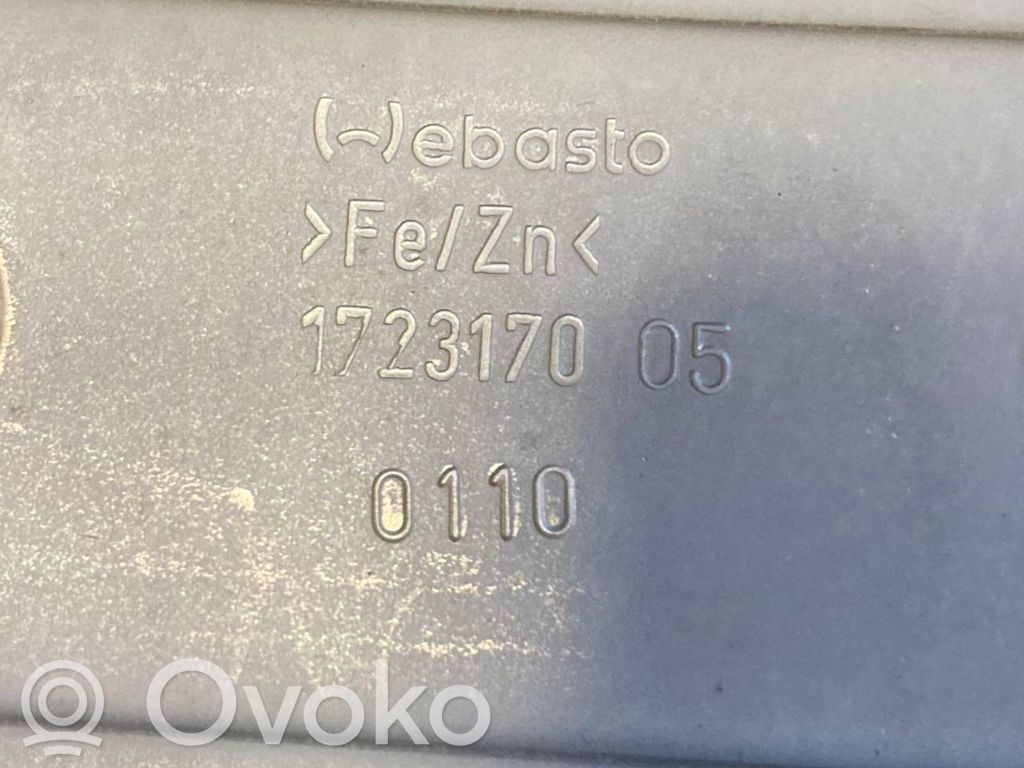 Webasto
>Fe/Zn<
1723170 05
0110
Ovoko